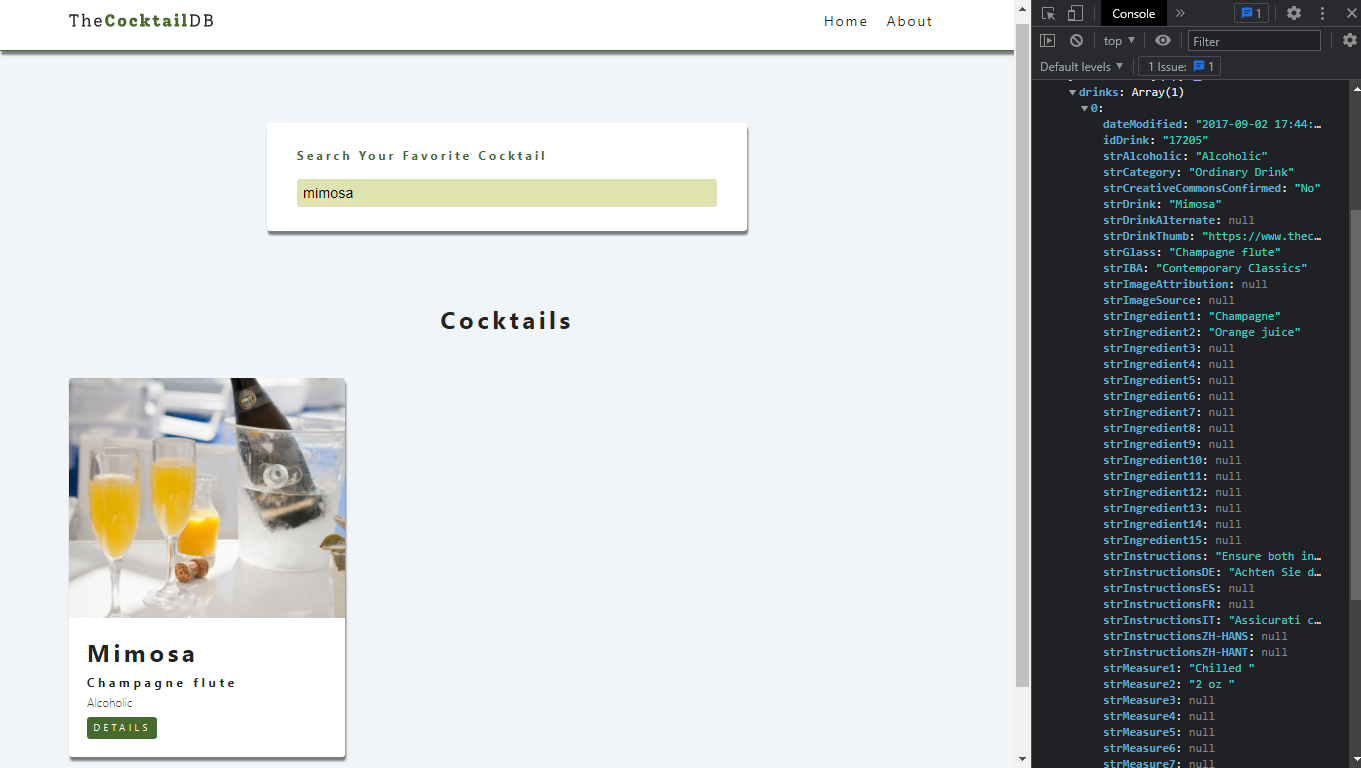 TheCocktailDB
Home About
Search Your Favorite Cocktail
mimosa
Cocktails
Mimosa
Champagne flute
Alcoholic
DETAILS
Console » 1
top ▼ Filter
Default levels ▼ 1 Issue: 1
▼drinks: Array(1)
▼0:
dateModified: "2017-09-02 17:44:…
idDrink: "17205"
strAlcoholic: "Alcoholic"
strCategory: "Ordinary Drink"
strCreativeCommonsConfirmed: "No"
strDrink: "Mimosa"
strDrinkAlternate: null
strDrinkThumb: "https://www.thec…
strGlass: "Champagne flute"
strIBA: "Contemporary Classics"
strImageAttribution: null
strImageSource: null
strIngredient1: "Champagne"
strIngredient2: "Orange juice"
strIngredient3: null
strIngredient4: null
strIngredient5: null
strIngredient6: null
strIngredient7: null
strIngredient8: null
strIngredient9: null
strIngredient10: null
strIngredient11: null
strIngredient12: null
strIngredient13: null
strIngredient14: null
strIngredient15: null
strInstructions: "Ensure both in…
strInstructionsDE: "Achten Sie d…
strInstructionsES: null
strInstructionsFR: null
strInstructionsIT: "Assicurati c…
strInstructionsZH-HANS: null
strInstructionsZH-HANT: null
strMeasure1: "Chilled "
strMeasure2: "2 oz "
strMeasure3: null
strMeasure4: null
strMeasure5: null
strMeasure6: null
strMeasure7: null